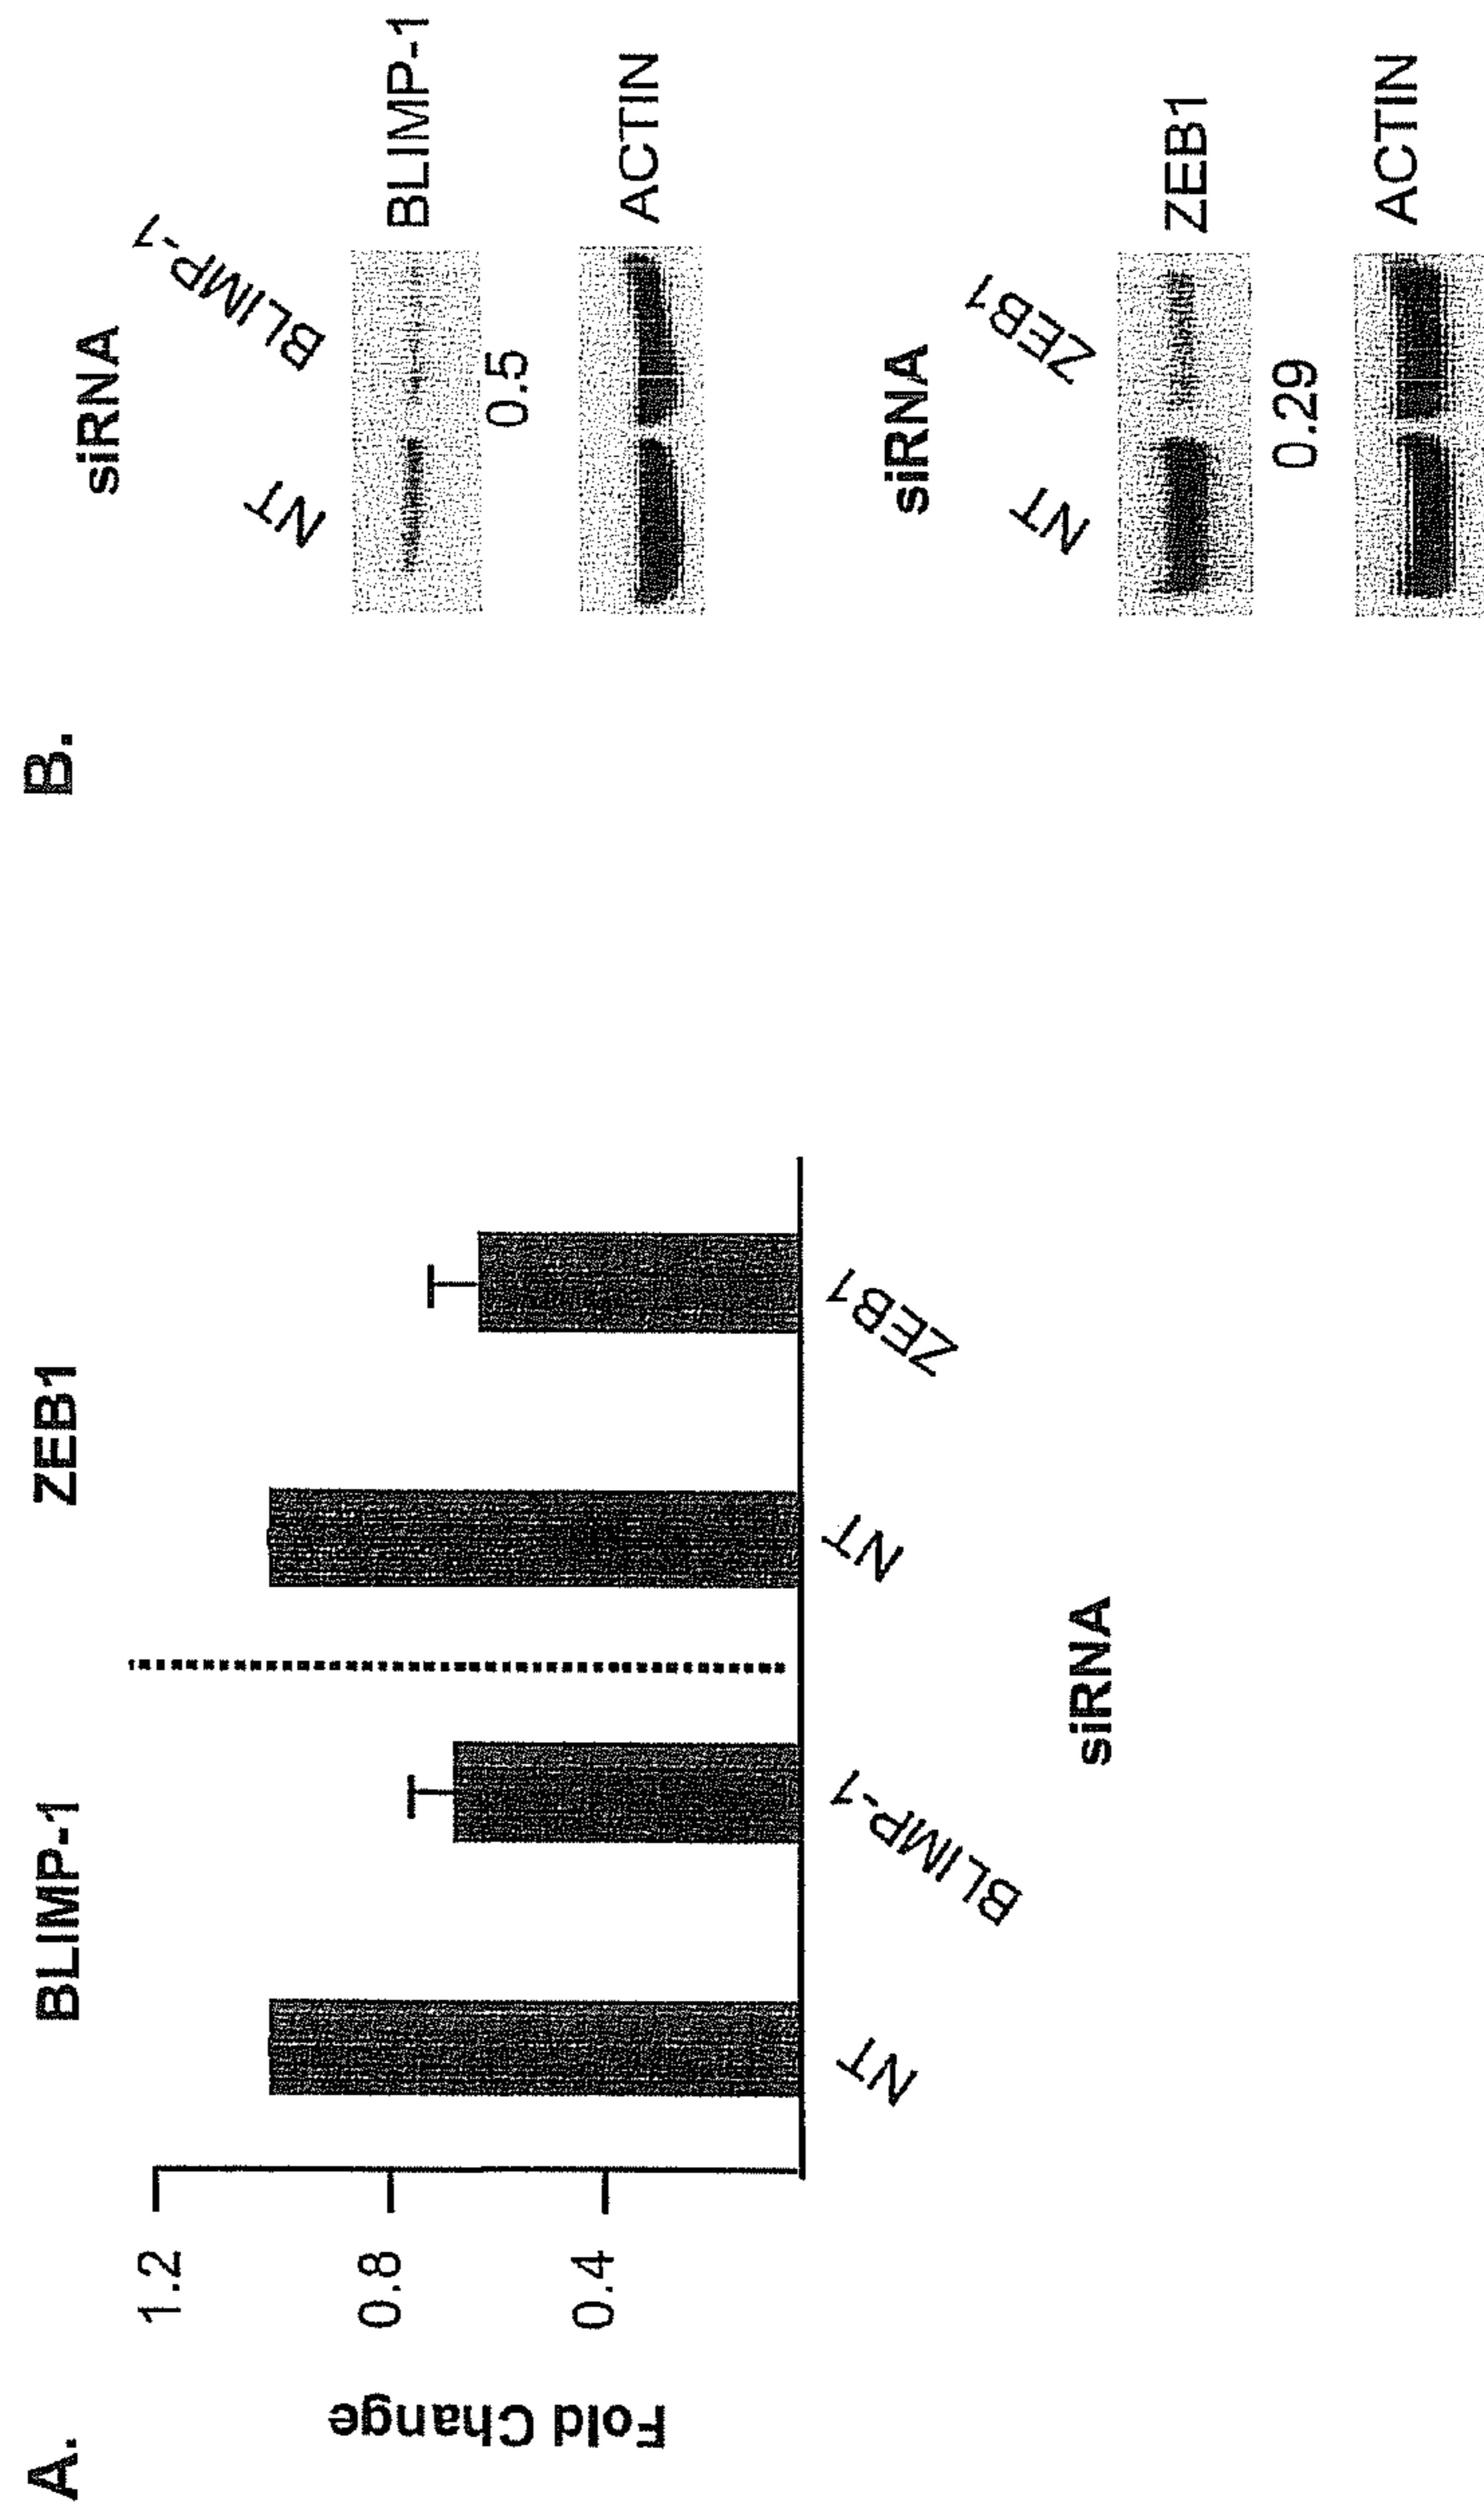 A.
BLIMP-1
ZEB1
Fold Change
1.2
0.8
0.4
NT
BLIMP-1
NT
ZEB1
siRNA
B.
siRNA
NT
BLIMP-1
BLIMP-1
0.5
ACTIN
siRNA
NT
ZEB1
ZEB1
0.29
ACTIN